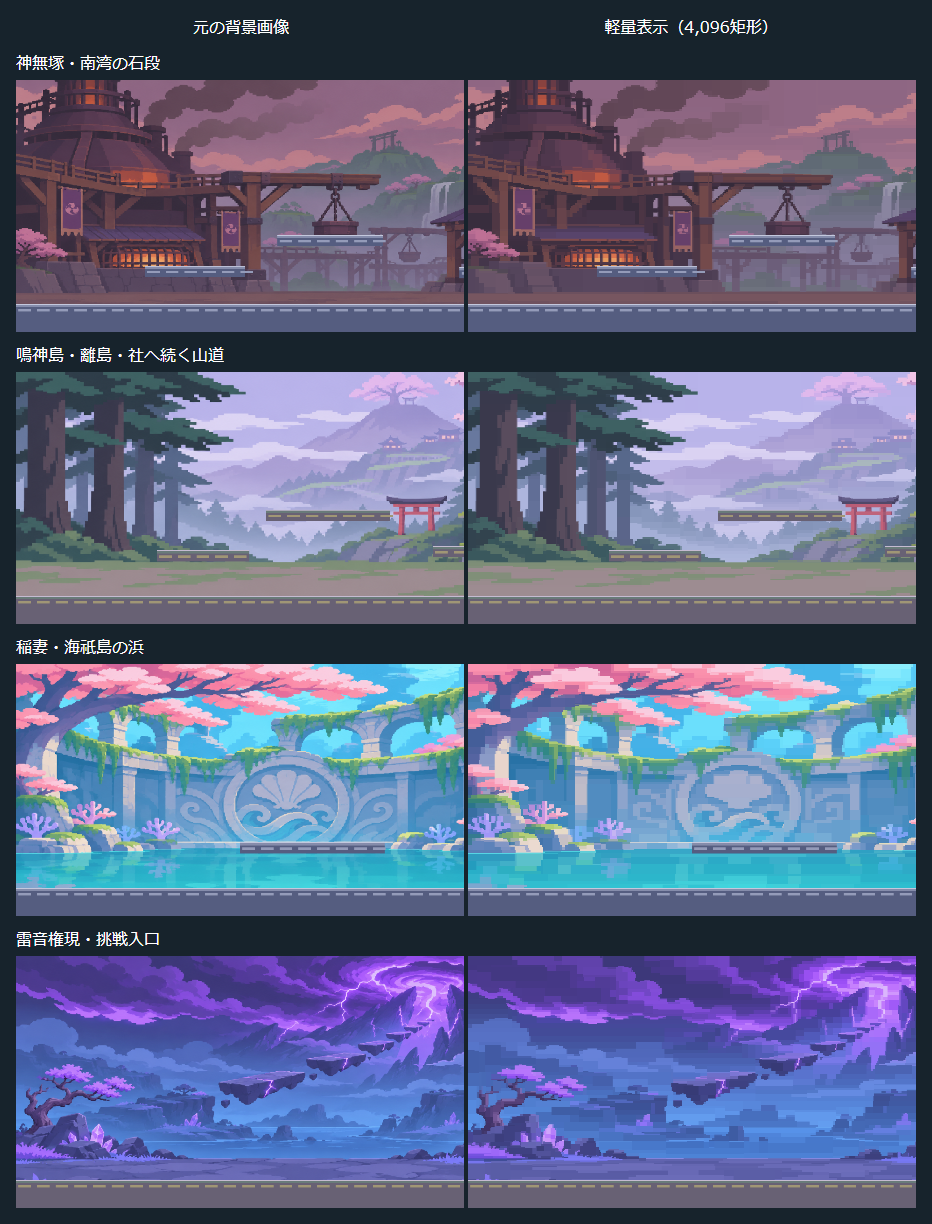 元の背景画像
軽量表示（4,096矩形）
神無塚・南湾の石段
鳴神島・離島・社へ続く山道
稲妻・海祇島の浜
雷音権現・挑戦入口